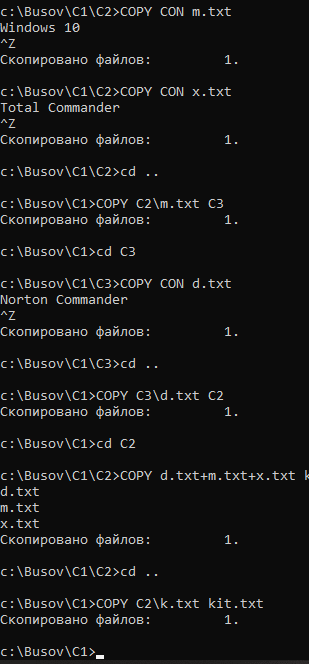 c:\Busov\C1\C2>COPY CON m.txt
Windows 10
^Z
Скопировано файлов:         1.
c:\Busov\C1\C2>COPY CON x.txt
Total Commander
^Z
Скопировано файлов:         1.
c:\Busov\C1\C2>cd ..
c:\Busov\C1>COPY C2\m.txt C3
Скопировано файлов:         1.
c:\Busov\C1>cd C3
c:\Busov\C1\C3>COPY CON d.txt
Norton Commander
^Z
Скопировано файлов:         1.
c:\Busov\C1\C3>cd ..
c:\Busov\C1>COPY C3\d.txt C2
Скопировано файлов:         1.
c:\Busov\C1>cd C2
c:\Busov\C1\C2>COPY d.txt+m.txt+x.txt k
d.txt
m.txt
x.txt
Скопировано файлов:         1.
c:\Busov\C1\C2>cd ..
c:\Busov\C1>COPY C2\k.txt kit.txt
Скопировано файлов:         1.
c:\Busov\C1>